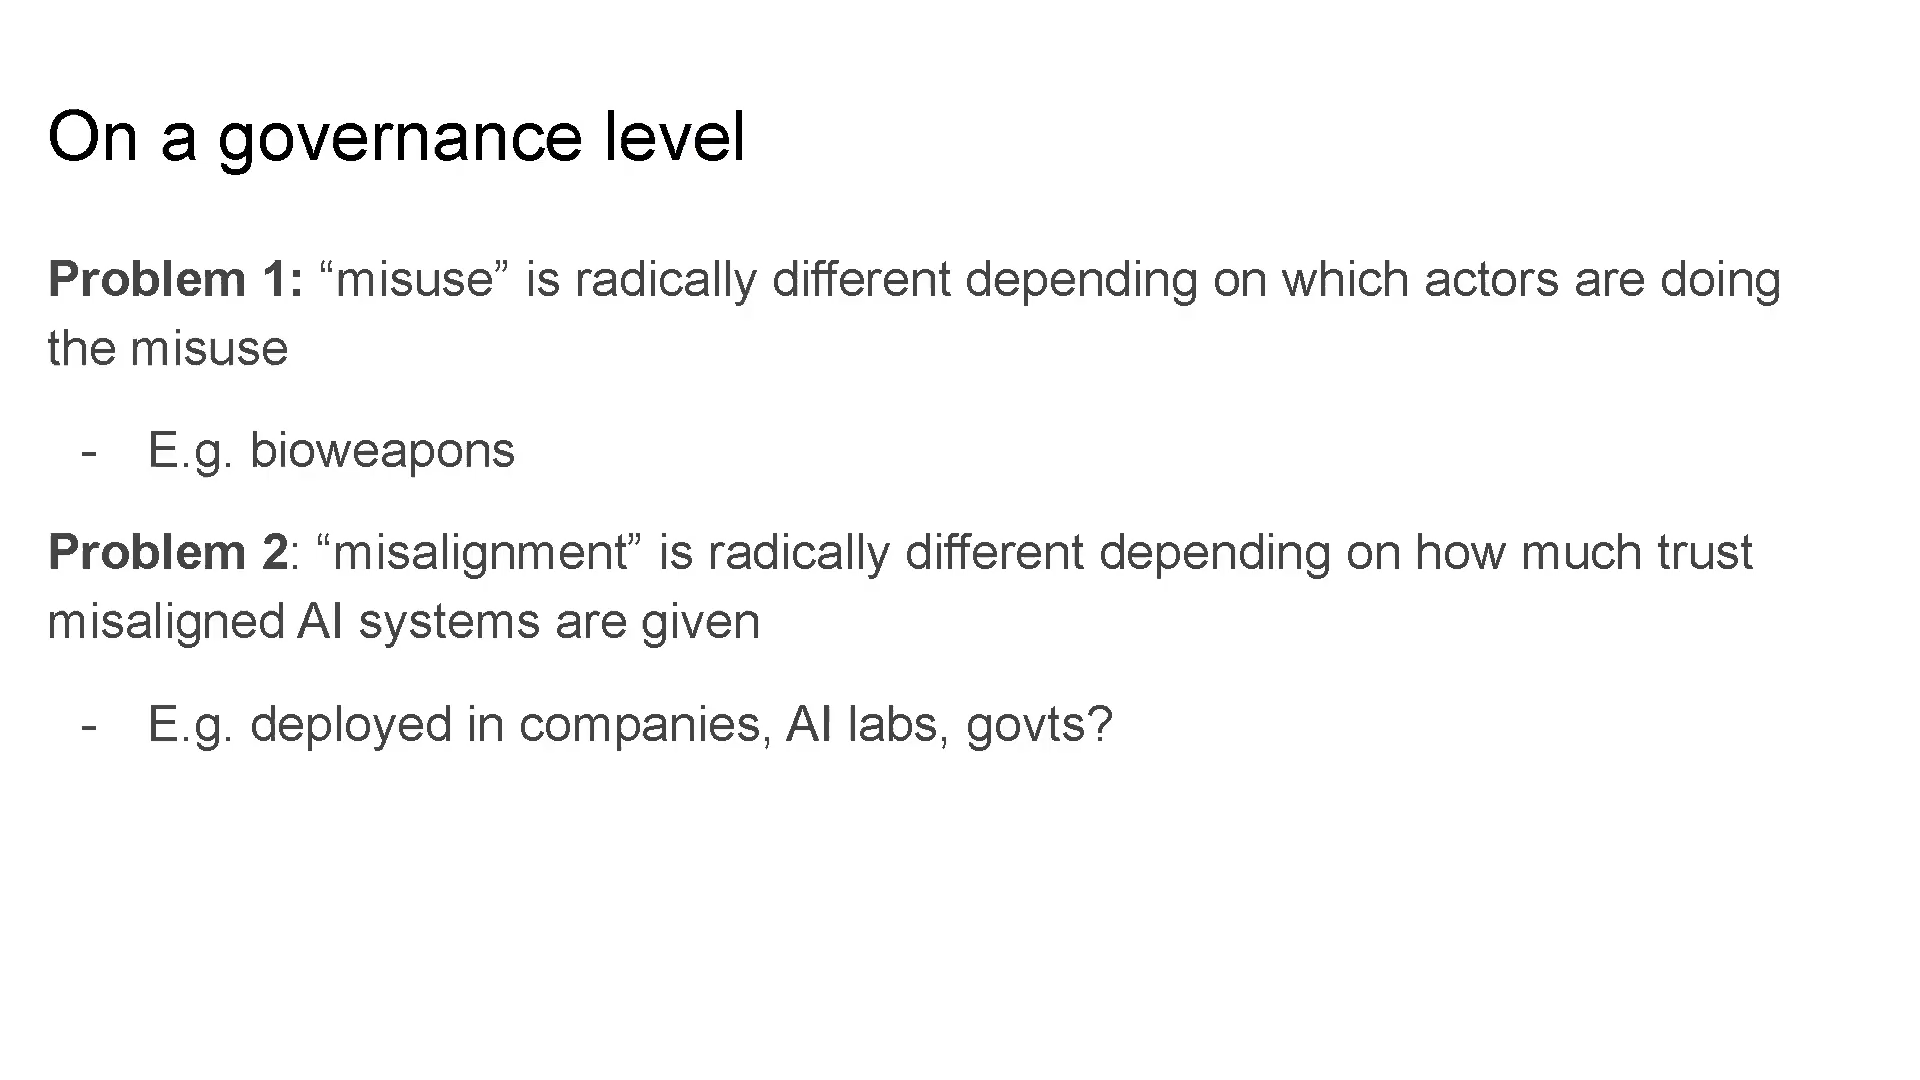 On a governance level
Problem 1: “misuse” is radically different depending on which actors are doing
the misuse
- E.g. bioweapons
Problem 2: “misalignment” is radically different depending on how much trust
misaligned AI systems are given
- E.g. deployed in companies, AI labs, govts?